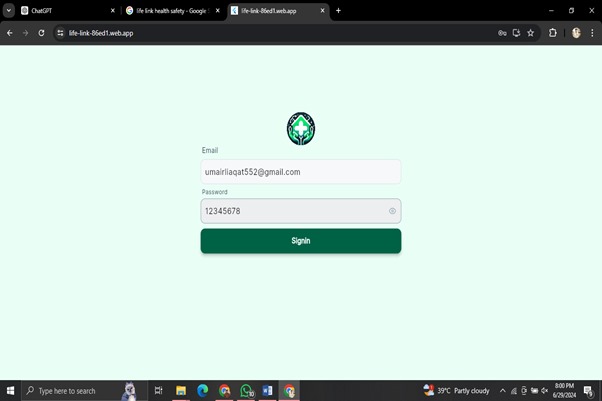 ChatGPT
life link health safety - Google
life-link-86ed1.web.app
life-link-86ed1.web.app
Email
umairliaqat552@gmail.com
Password
12345678
Signin
Type here to search
39°C Partly cloudy
8:00 PM
6/29/2024